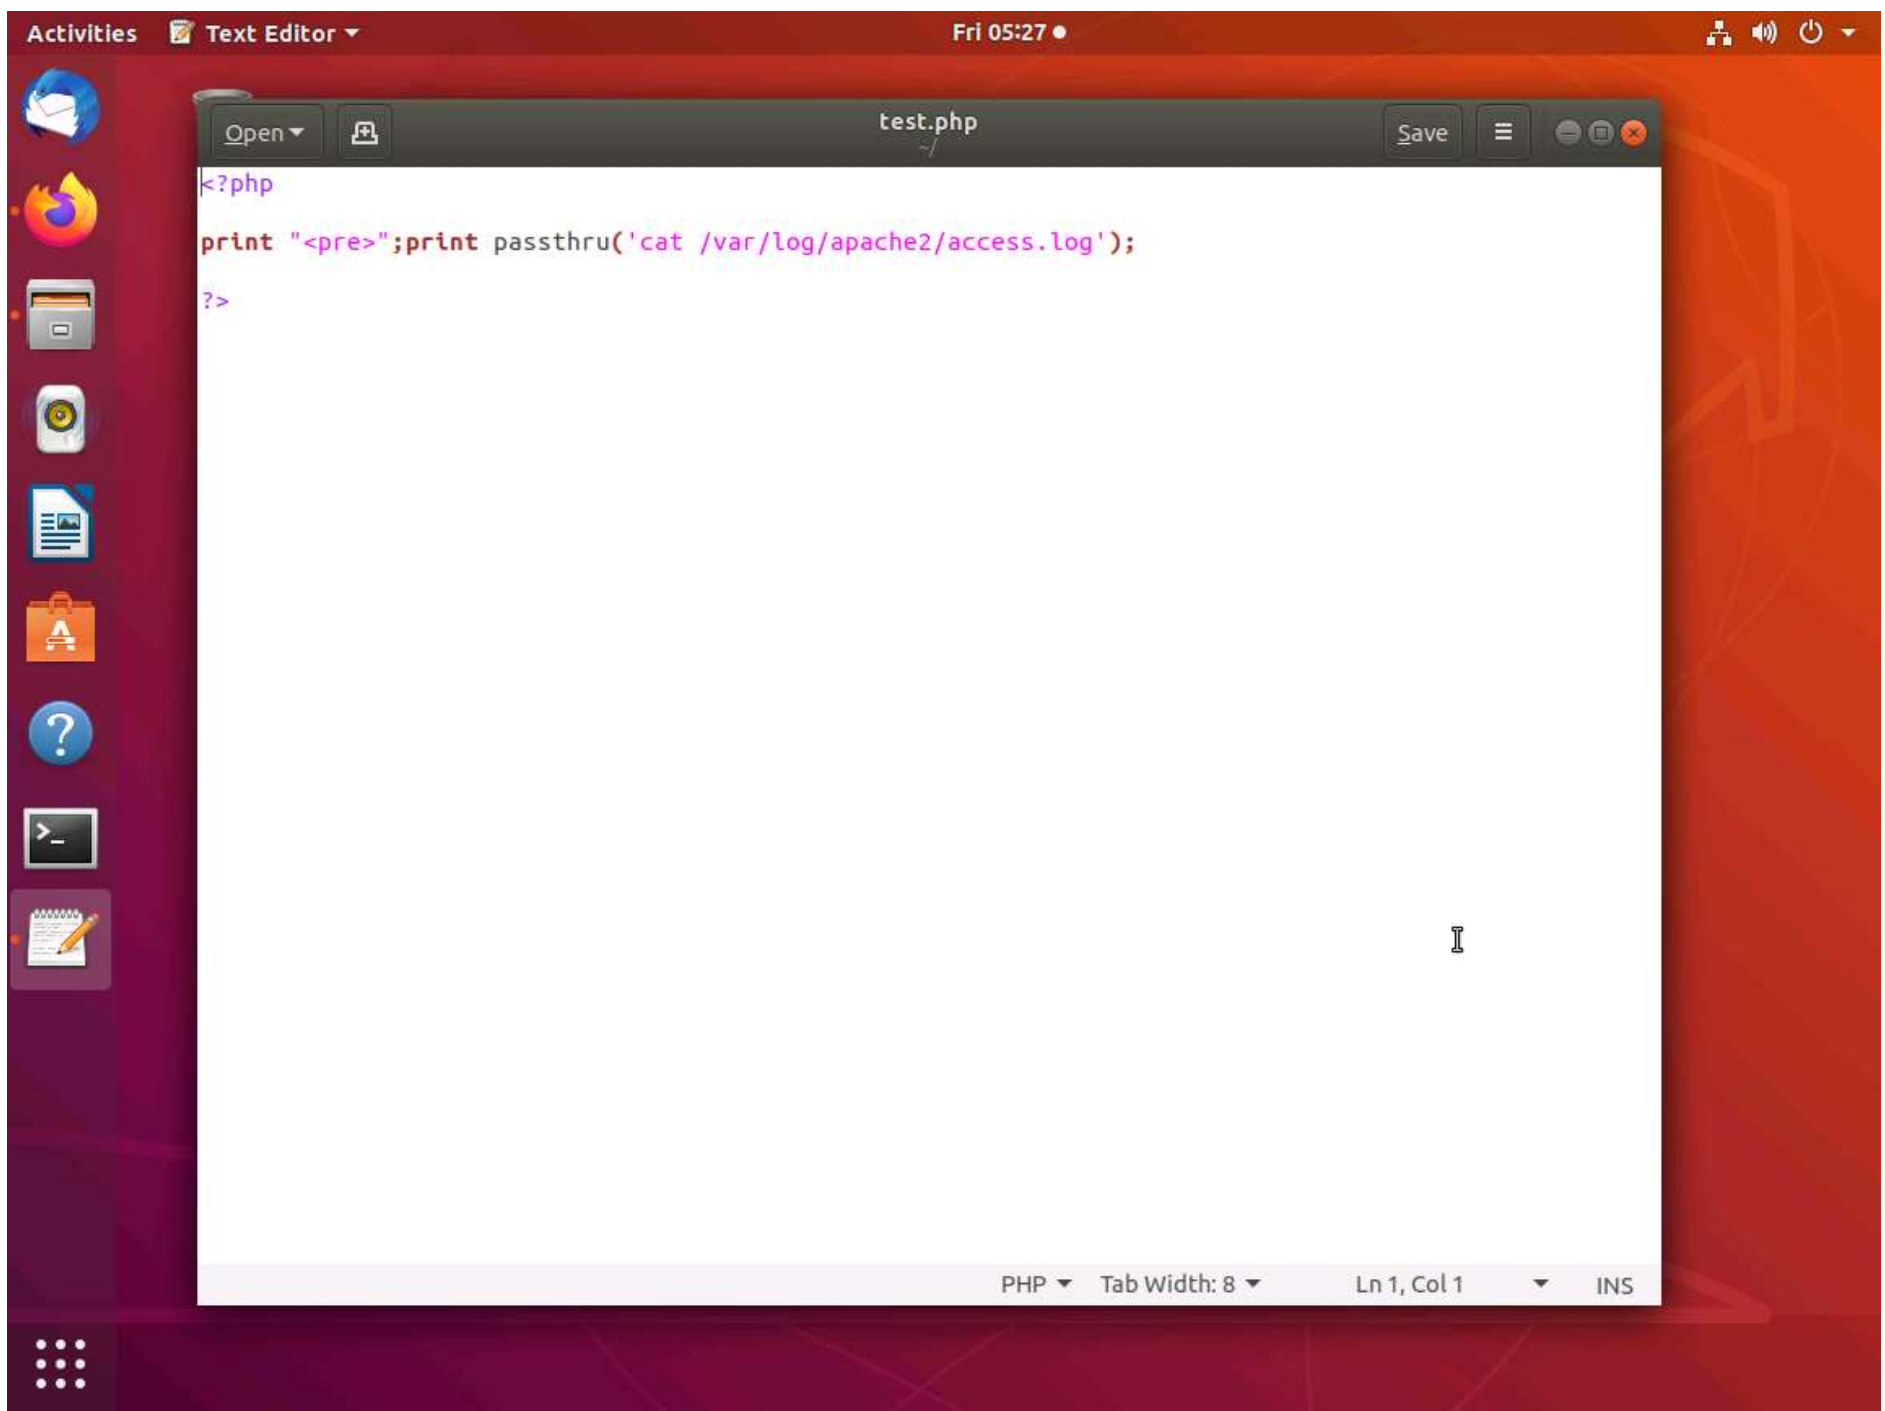 Activities Text Editor Fri 05:27
Open test.php Save
~/
<?php
print "<pre>";print passthru('cat /var/log/apache2/access.log');
?>
PHP Tab Width: 8 Ln 1, Col 1 INS